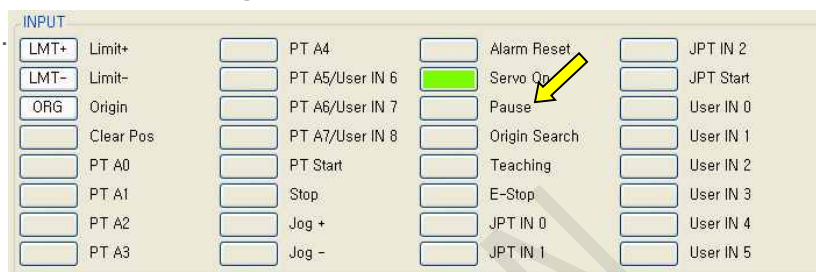 INPUT
LMT+ Limit+ PT A4 Alarm Reset JPT IN 2
LMT- Limit- PT A5/User IN 6 Servo On JPT Start
ORG Origin PT A6/User IN 7 Pause User IN 0
Clear Pos PT A7/User IN 8 Origin Search User IN 1
PT A0 PT Start Teaching User IN 2
PT A1 Stop E-Stop User IN 3
PT A2 Jog + JPT IN 0 User IN 4
PT A3 Jog - JPT IN 1 User IN 5